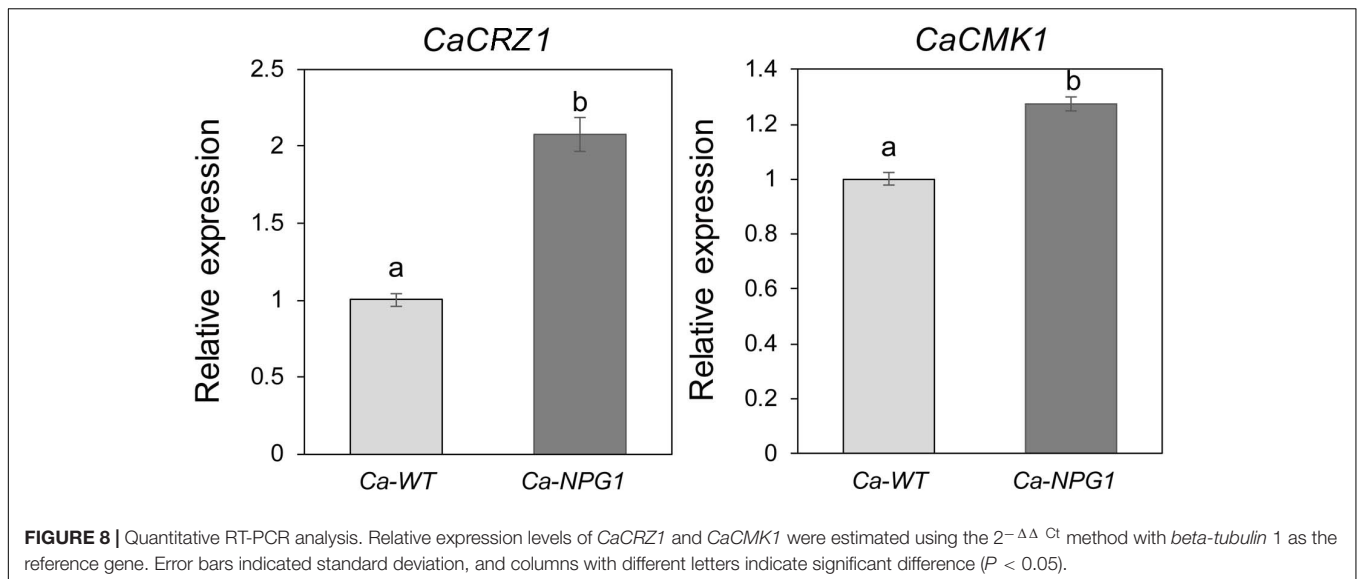 CaCRZ1
2.5
2
1.5
1
0.5
0
Relative expression
a
b
Ca-WT
Ca-NPG1
CaCMK1
1.4
1.2
1
0.8
0.6
0.4
0.2
0
Relative expression
a
b
Ca-WT
Ca-NPG1
FIGURE 8 | Quantitative RT-PCR analysis. Relative expression levels of CaCRZ1 and CaCMK1 were estimated using the 2−ΔΔ Ct method with beta-tubulin 1 as the
reference gene. Error bars indicated standard deviation, and columns with different letters indicate significant difference (P < 0.05).